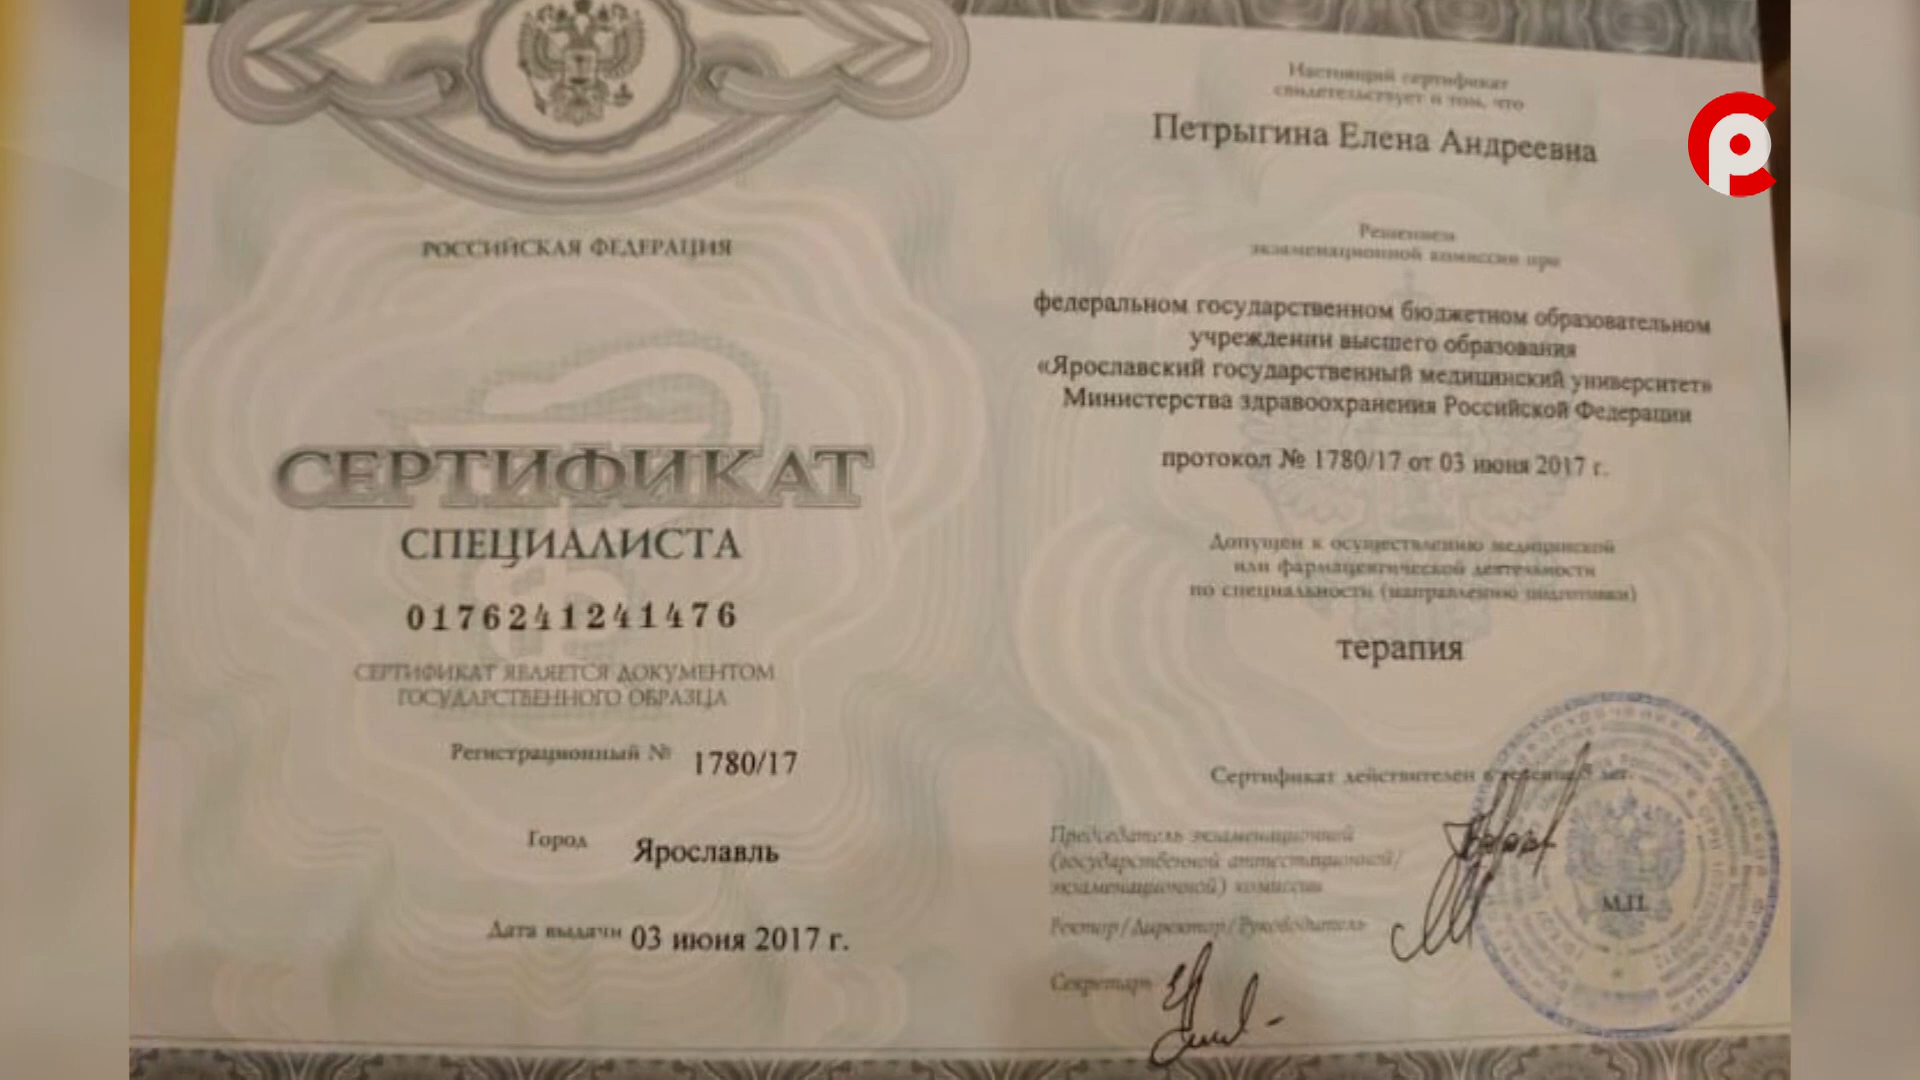 РОССИЙСКАЯ ФЕДЕРАЦИЯ
СЕРТИФИКАТ
СПЕЦИАЛИСТА
0176241241476
СЕРТИФИКАТ ЯВЛЯЕТСЯ ДОКУМЕНТОМ
ГОСУДАРСТВЕННОГО ОБРАЗЦА
Регистрационный № 1780/17
Город Ярославль
Дата выдачи 03 июня 2017 г.
Настоящий сертификат
свидетельствует о том, что
Петрыгина Елена Андреевна
Решением
экзаменационной комиссии при
федеральном государственном бюджетном образовательном
учреждении высшего образования
«Ярославский государственный медицинский университет»
Министерства здравоохранения Российской Федерации
протокол № 1780/17 от 03 июня 2017 г.
Допущен к осуществлению медицинской
или фармацевтической деятельности
по специальности (направлению подготовки)
терапия
Сертификат действителен в течение 5 лет.
Председатель экзаменационной
(государственной аттестационной/
экзаменационной) комиссии
Ректор/Директор/Руководитель
М.П.
Секретарь